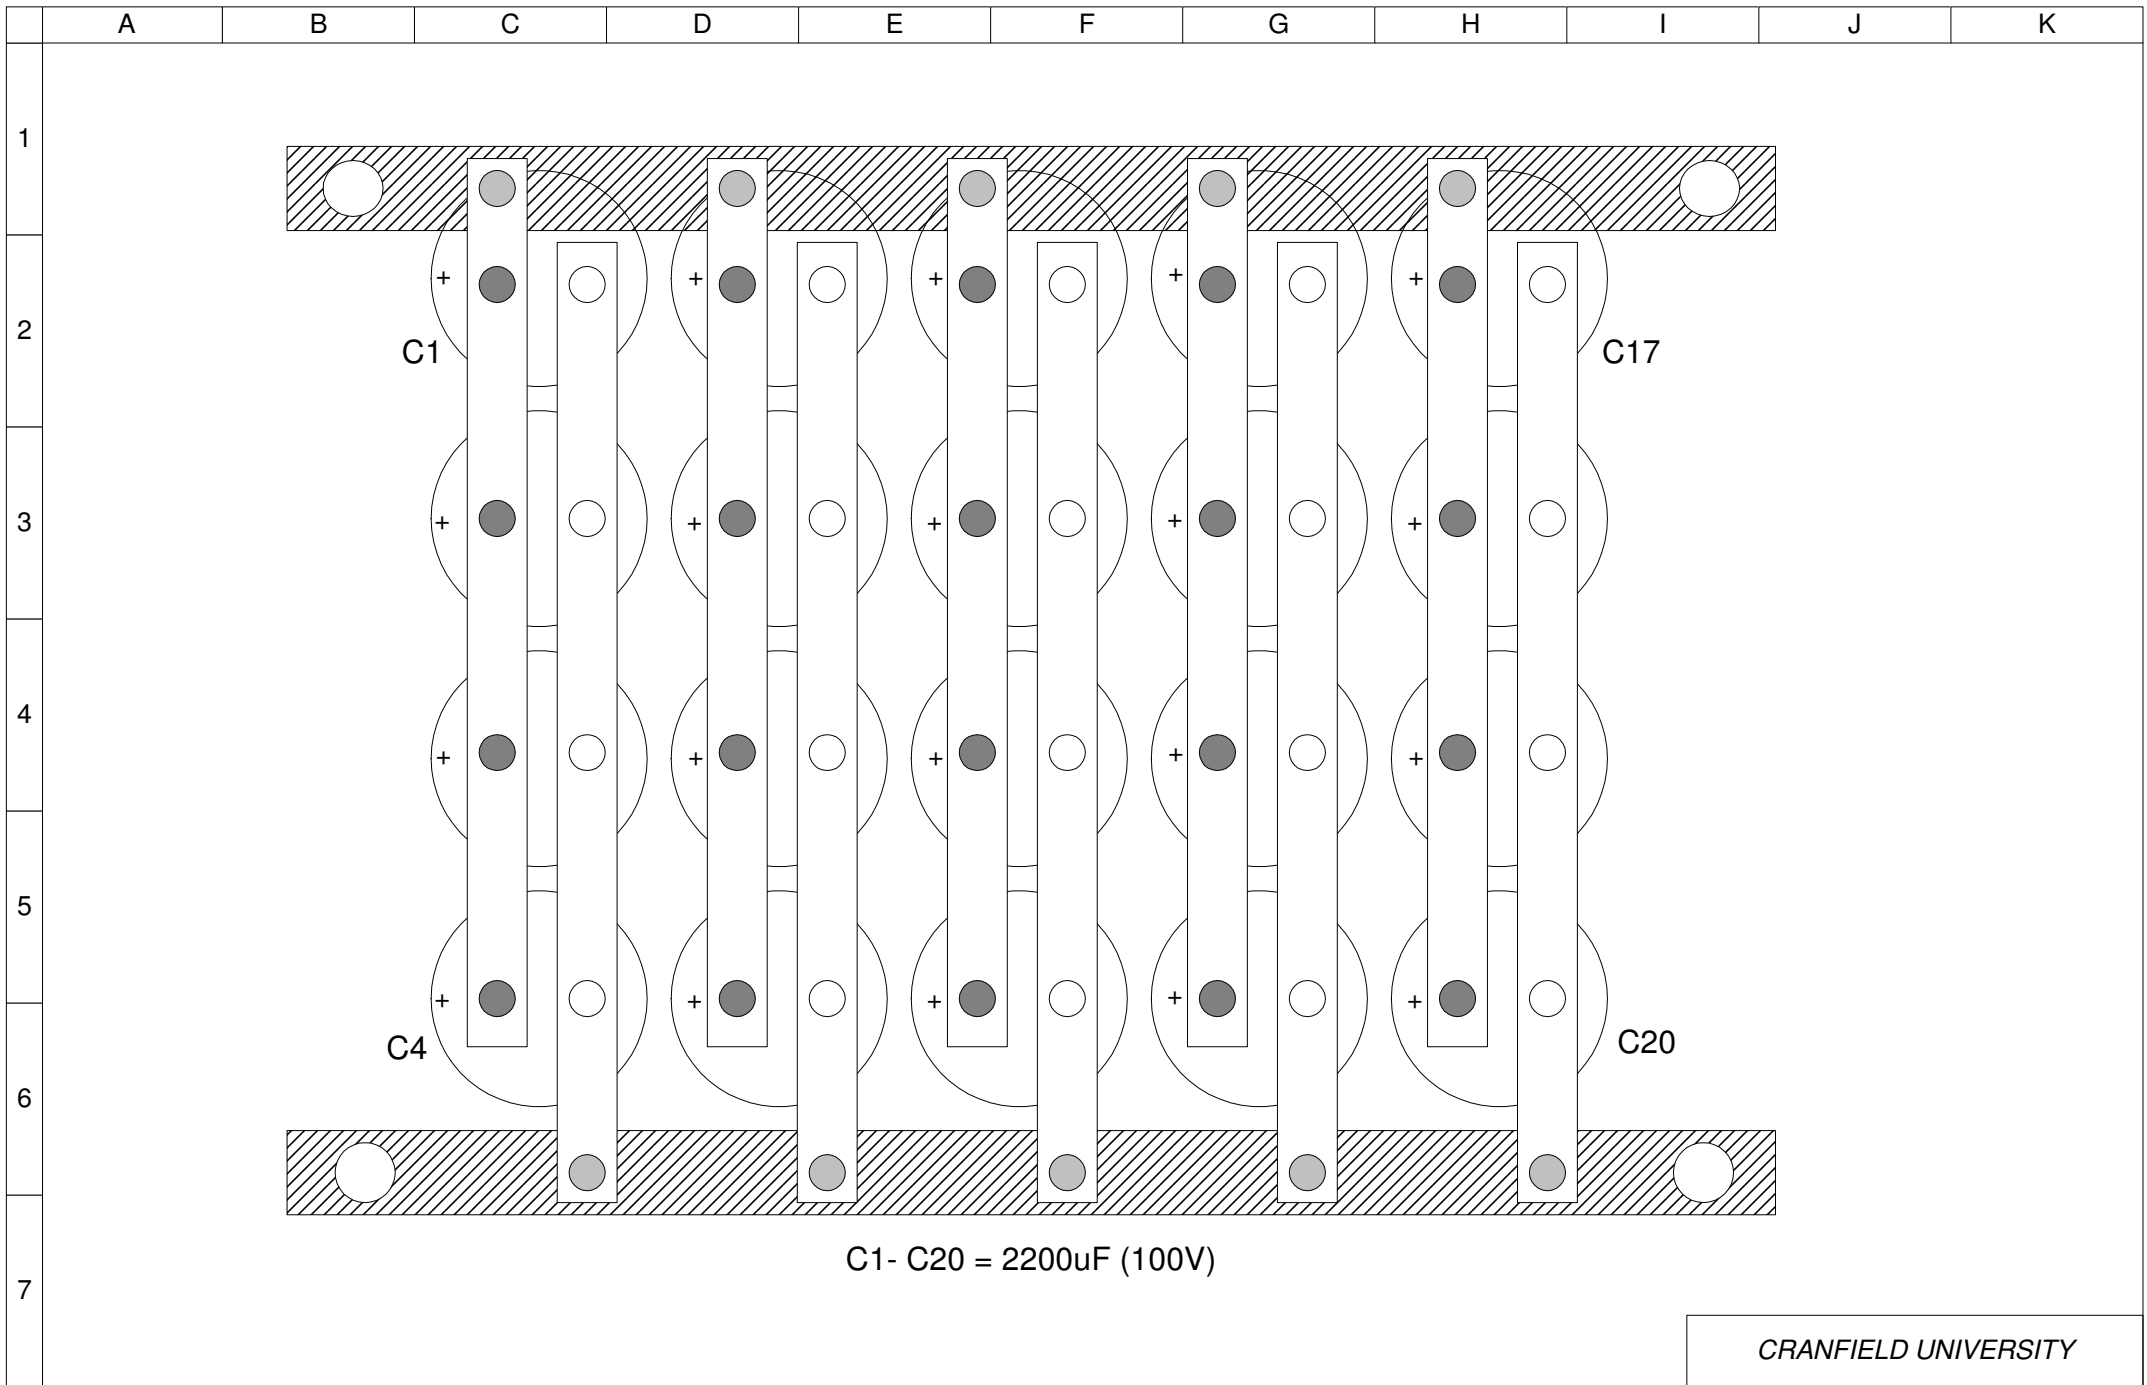 A B C D E F G H I J K
1
+ + + + +
2
C1 C17
3
+ + + + +
4
+ + + + +
5
+ + + + +
C4 C20
6
C1- C20 = 2200uF (100V)
7
CRANFIELD UNIVERSITY